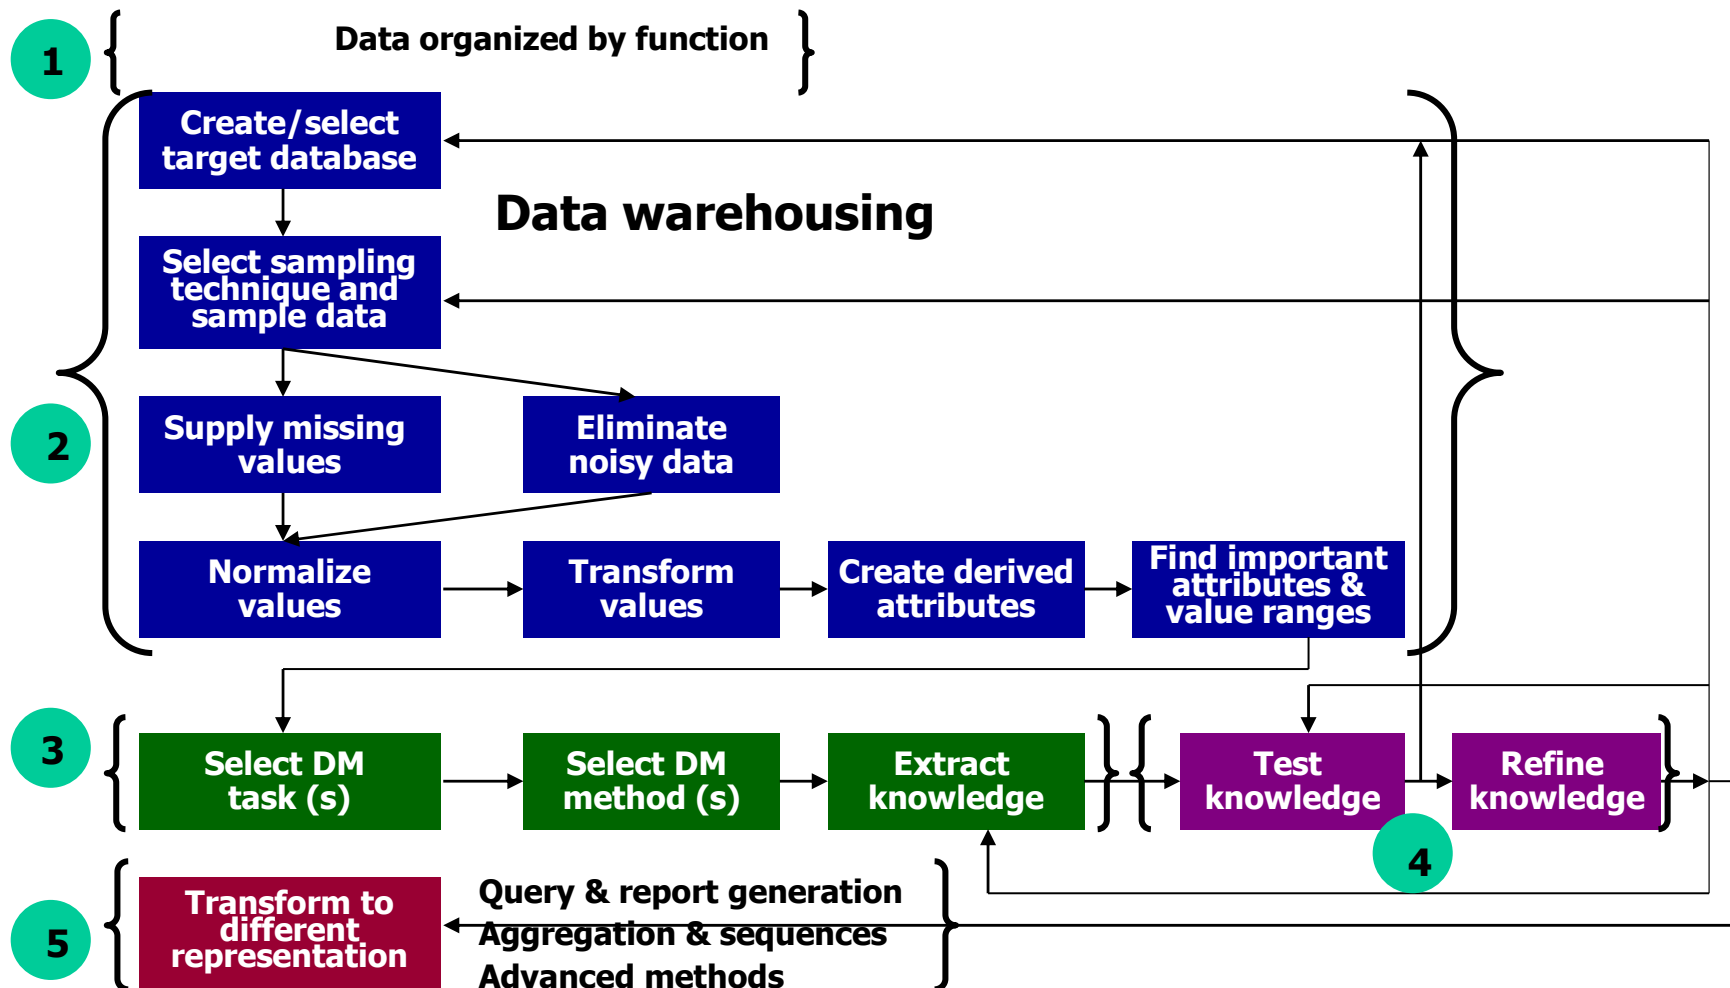 1
Data organized by function
Create/select
target database
Data warehousing
Select sampling
technique and
sample data
2
Supply missing
values
Eliminate
noisy data
Normalize
values
Transform
values
Create derived
attributes
Find important
attributes &
value ranges
3
Select DM
task (s)
Select DM
method (s)
Extract
knowledge
Test
knowledge
Refine
knowledge
4
5
Transform to
different
representation
Query & report generation
Aggregation & sequences
Advanced methods